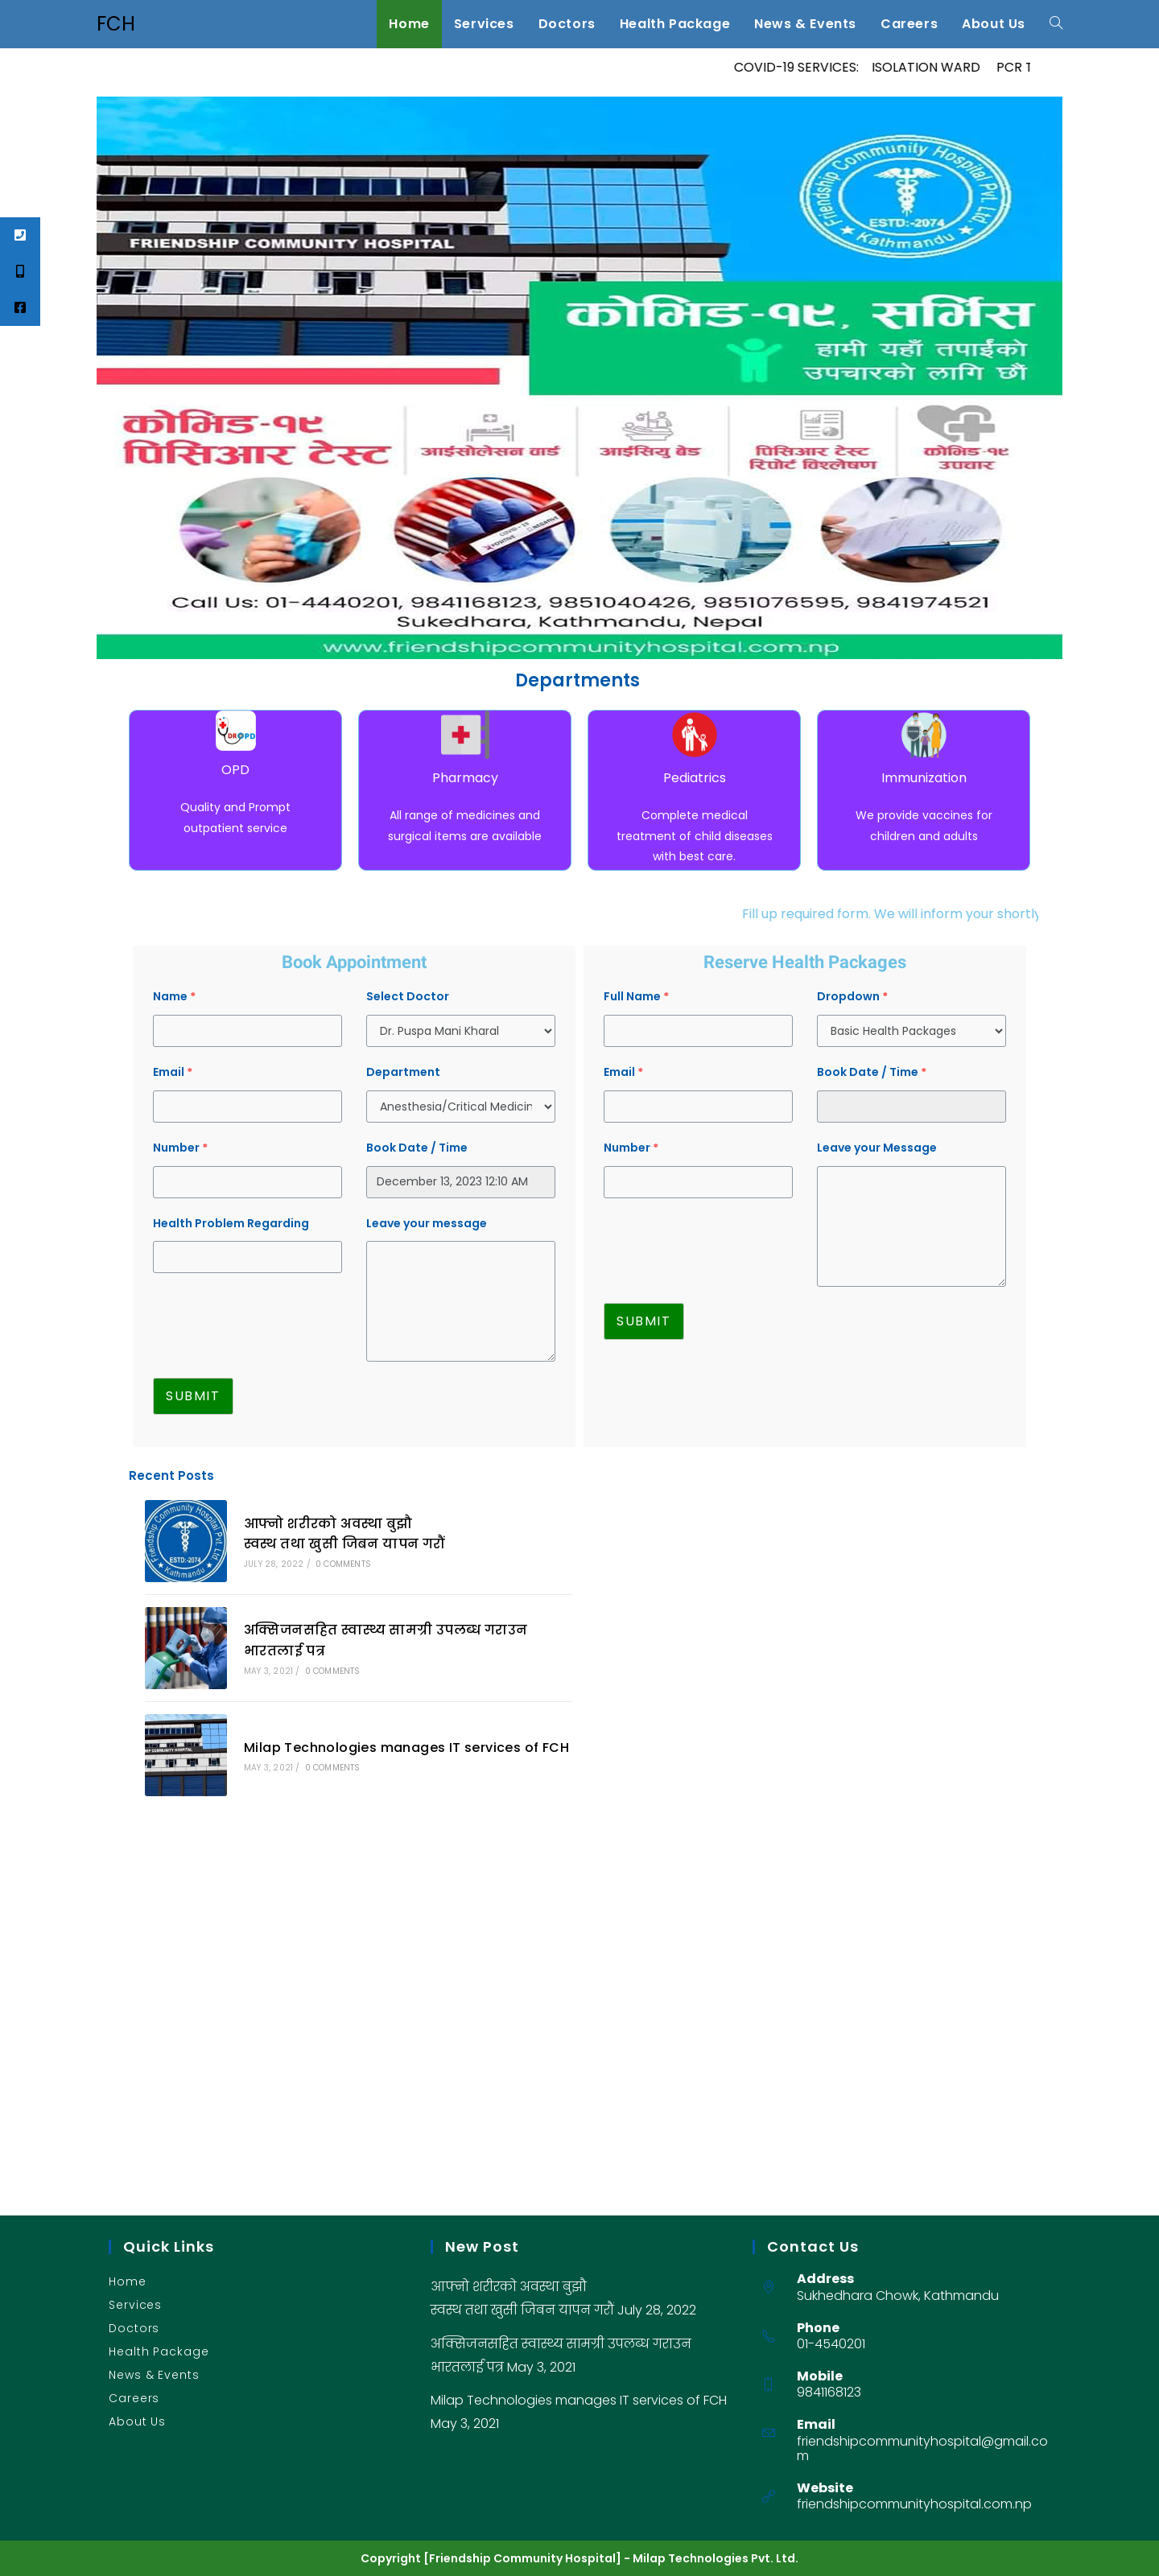 FCH
Home
Services
Doctors
Health Package
News & Events
Careers
About Us
COVID-19 SERVICES: ISOLATION WARD PCR T
FRIENDSHIP COMMUNITY HOSPITAL
Friendship Community Hospital Pvt. Ltd.
ESTD:-2074
Kathmandu
कोभिड-१९, सर्भिस
हामी यहाँ तपाईंको
उपचारको लागि छौं
कोभिड-१९
पिसिआर टेस्ट
आईसोलेसन वार्ड
आईसियु बेड
पिसिआर टेस्ट
रिपोर्ट विश्लेषण
कोभिड-१९
उपचार
Call Us: 01-4440201, 9841168123, 9851040426, 9851076595, 9841974521
Sukedhara, Kathmandu, Nepal
www.friendshipcommunityhospital.com.np
Departments
DROPD
OPD
Quality and Prompt
outpatient service
Pharmacy
All range of medicines and
surgical items are available
Pediatrics
Complete medical
treatment of child diseases
with best care.
Immunization
We provide vaccines for
children and adults
Fill up required form. We will inform your shortly
Book Appointment
Name *
Select Doctor
Dr. Puspa Mani Kharal
Email *
Department
Anesthesia/Critical Medicin
Number *
Book Date / Time
December 13, 2023 12:10 AM
Health Problem Regarding
Leave your message
SUBMIT
Reserve Health Packages
Full Name *
Dropdown *
Basic Health Packages
Email *
Book Date / Time *
Number *
Leave your Message
SUBMIT
Recent Posts
Friendship Community Hospital Pvt. Ltd.
ESTD:-2074
Kathmandu
आफ्नो शरीरको अवस्था बुझौ
स्वस्थ तथा खुसी जिबन यापन गरौं
JULY 28, 2022 / 0 COMMENTS
अक्सिजनसहित स्वास्थ्य सामग्री उपलब्ध गराउन
भारतलाई पत्र
MAY 3, 2021 / 0 COMMENTS
COMMUNITY HOSPITAL
Milap Technologies manages IT services of FCH
MAY 3, 2021 / 0 COMMENTS
Quick Links
Home
Services
Doctors
Health Package
News & Events
Careers
About Us
New Post
आफ्नो शरीरको अवस्था बुझौ
स्वस्थ तथा खुसी जिबन यापन गरौं July 28, 2022
अक्सिजनसहित स्वास्थ्य सामग्री उपलब्ध गराउन
भारतलाई पत्र May 3, 2021
Milap Technologies manages IT services of FCH
May 3, 2021
Contact Us
Address
Sukhedhara Chowk, Kathmandu
Phone
01-4540201
Mobile
9841168123
Email
friendshipcommunityhospital@gmail.co
m
Website
friendshipcommunityhospital.com.np
Copyright [Friendship Community Hospital] - Milap Technologies Pvt. Ltd.